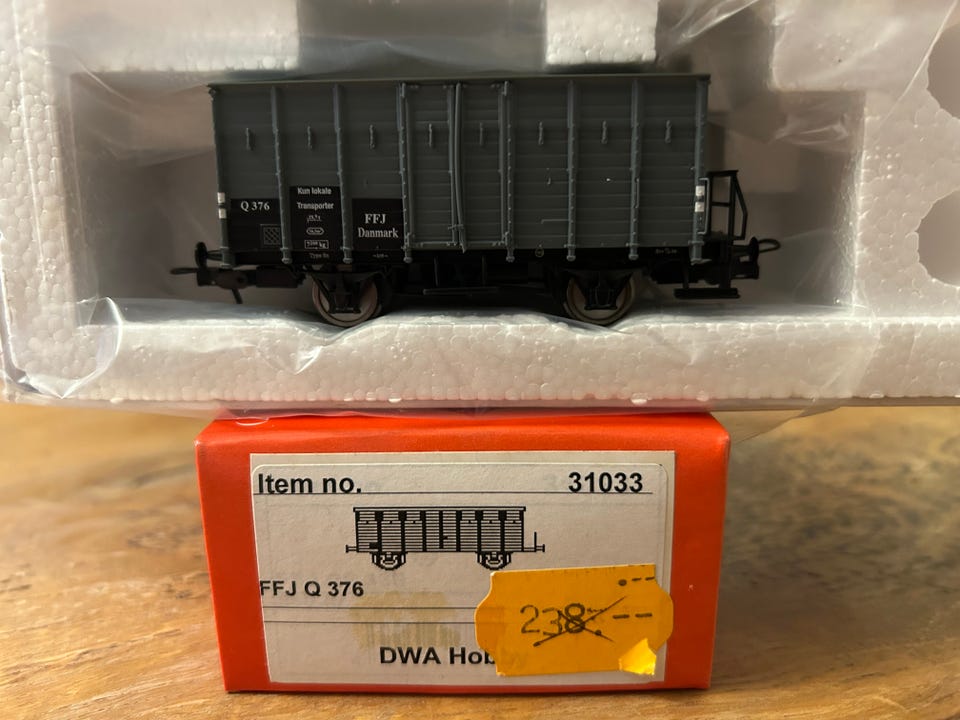 Q 376
Kun lokale
Transporter
FFJ
Danmark
Item no. 31033
FFJ Q 376
238.
DWA Hob